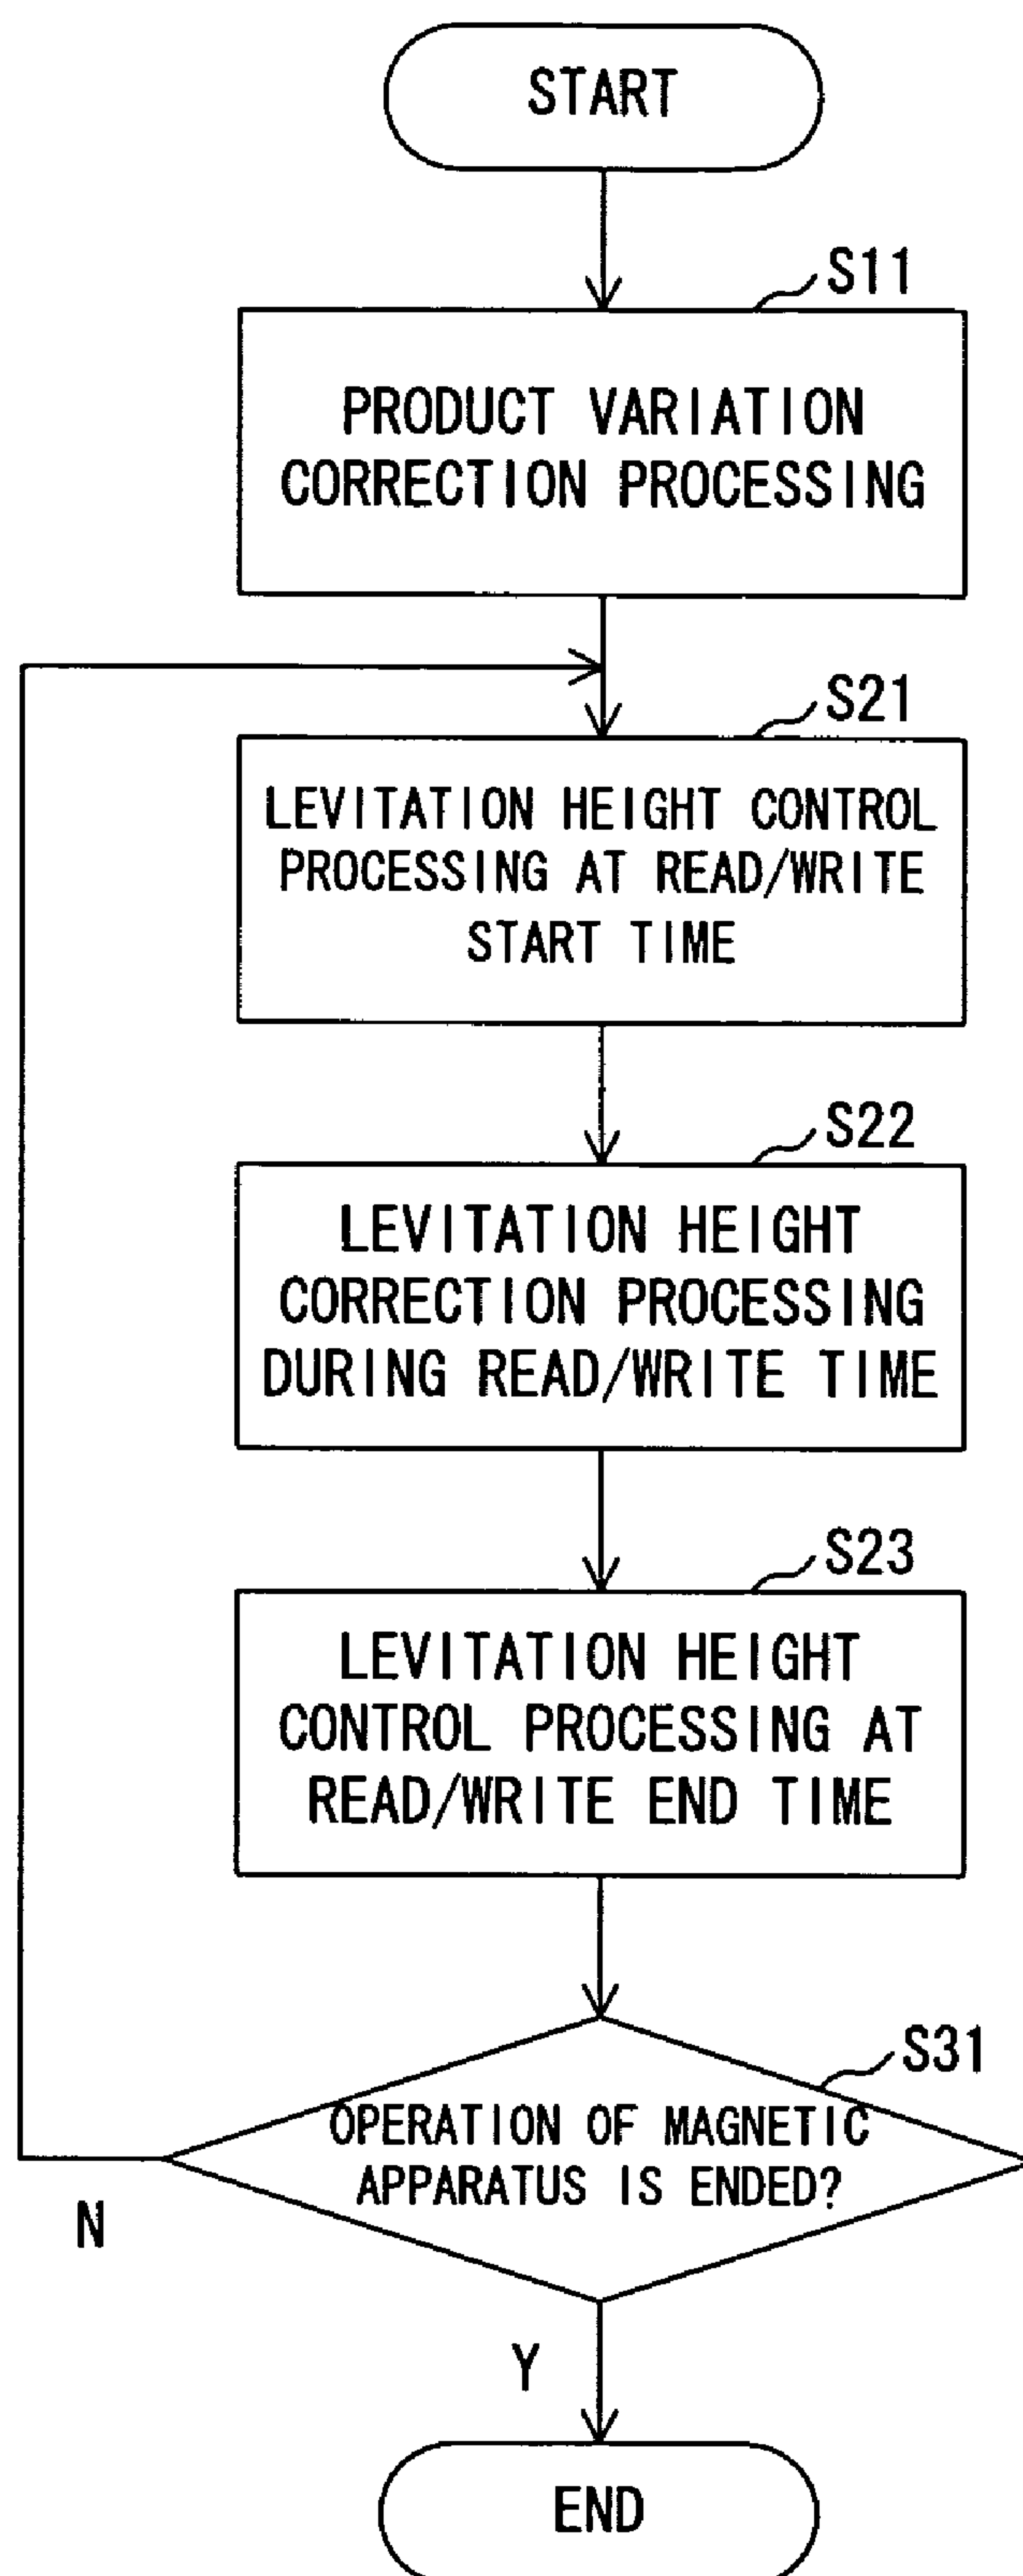 START
S11
PRODUCT VARIATION
CORRECTION PROCESSING
S21
LEVITATION HEIGHT CONTROL
PROCESSING AT READ/WRITE
START TIME
S22
LEVITATION HEIGHT
CORRECTION PROCESSING
DURING READ/WRITE TIME
S23
LEVITATION HEIGHT
CONTROL PROCESSING AT
READ/WRITE END TIME
S31
OPERATION OF MAGNETIC
APPARATUS IS ENDED?
N
Y
END